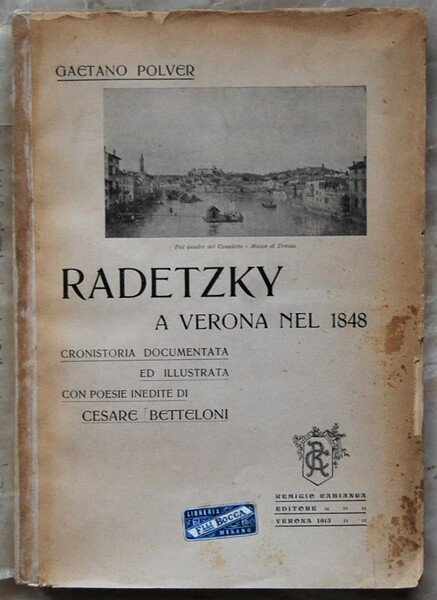 GAETANO POLVER
Dal quadro del Canaletto - Museo di Dresda
RADETZKY
A VERONA NEL 1848
CRONISTORIA DOCUMENTATA
ED ILLUSTRATA
CON POESIE INEDITE DI
CESARE BETTELONI
RC
REMIGIO CABIANCA
EDITORE " " "
VERONA 1913 " "
LIBRERIA
F.LLI BOCCA
MILANO